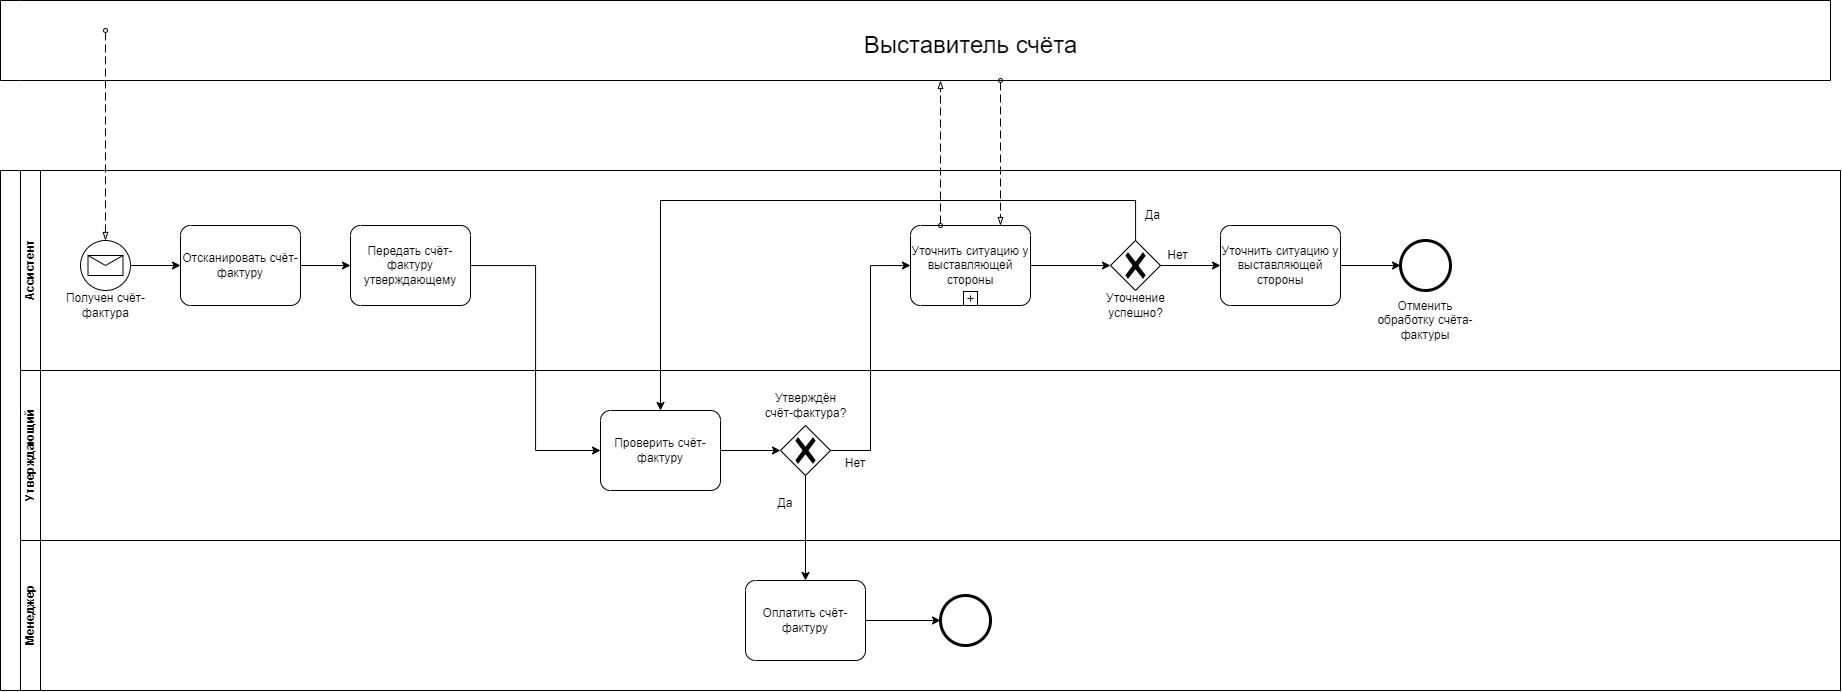 Выставитель счёта
Ассистент
Получен счёт-
фактура
Отсканировать счёт-
фактуру
Передать счёт-
фактуру
утверждающему
Уточнить ситуацию у
выставляющей
стороны
Да
Нет
Уточнение
успешно?
Уточнить ситуацию у
выставляющей
стороны
Отменить
обработку счёта-
фактуры
Утверждающий
Проверить счёт-
фактуру
Утверждён
счёт-фактура?
Нет
Да
Менеджер
Оплатить счёт-
фактуру